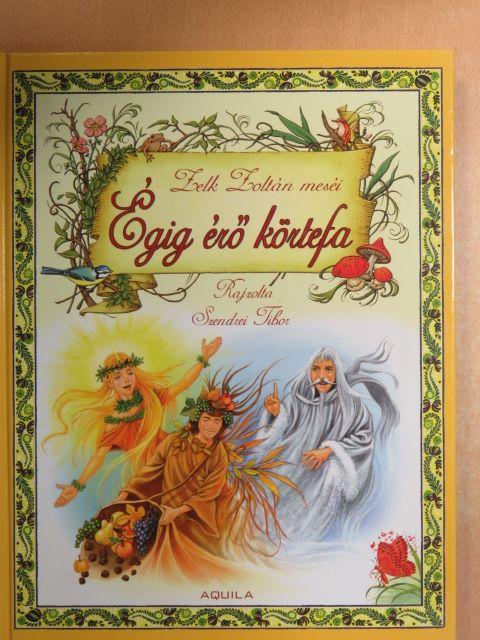 Zelk Zoltán meséi
Égig érő körtefa
Rajzolta
Szendrei Tibor
AQUILA